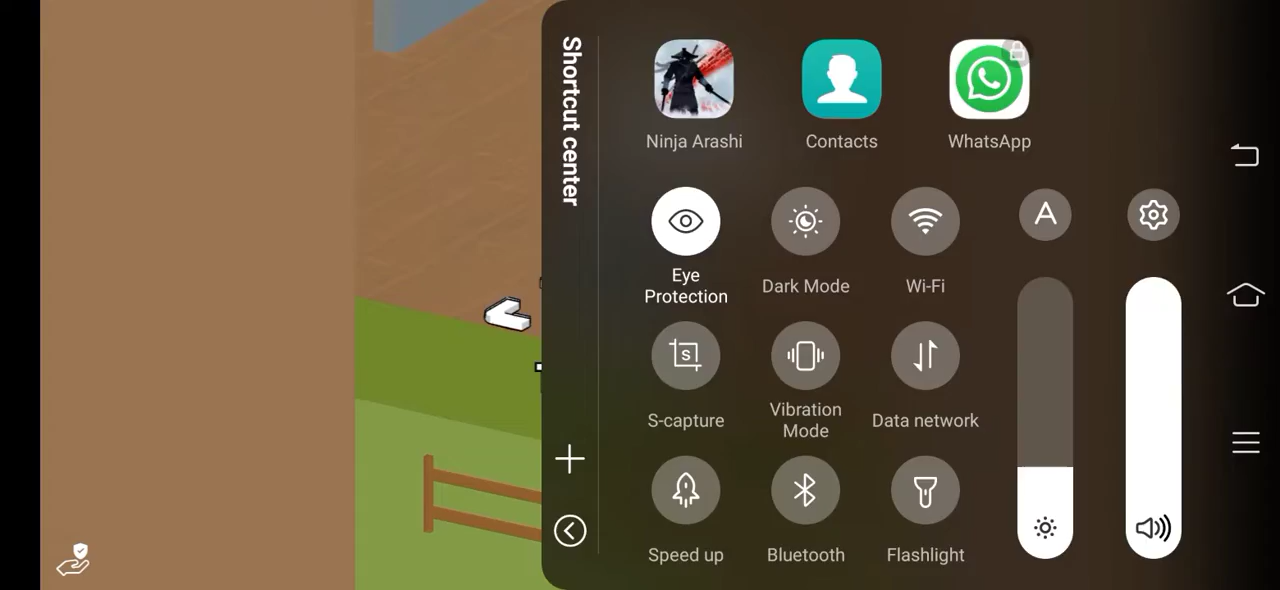 Shortcut center
Ninja Arashi
Contacts
WhatsApp
A
Eye
Protection
Dark Mode
Wi-Fi
S
S-capture
Vibration
Mode
Data network
Speed up
Bluetooth
Flashlight